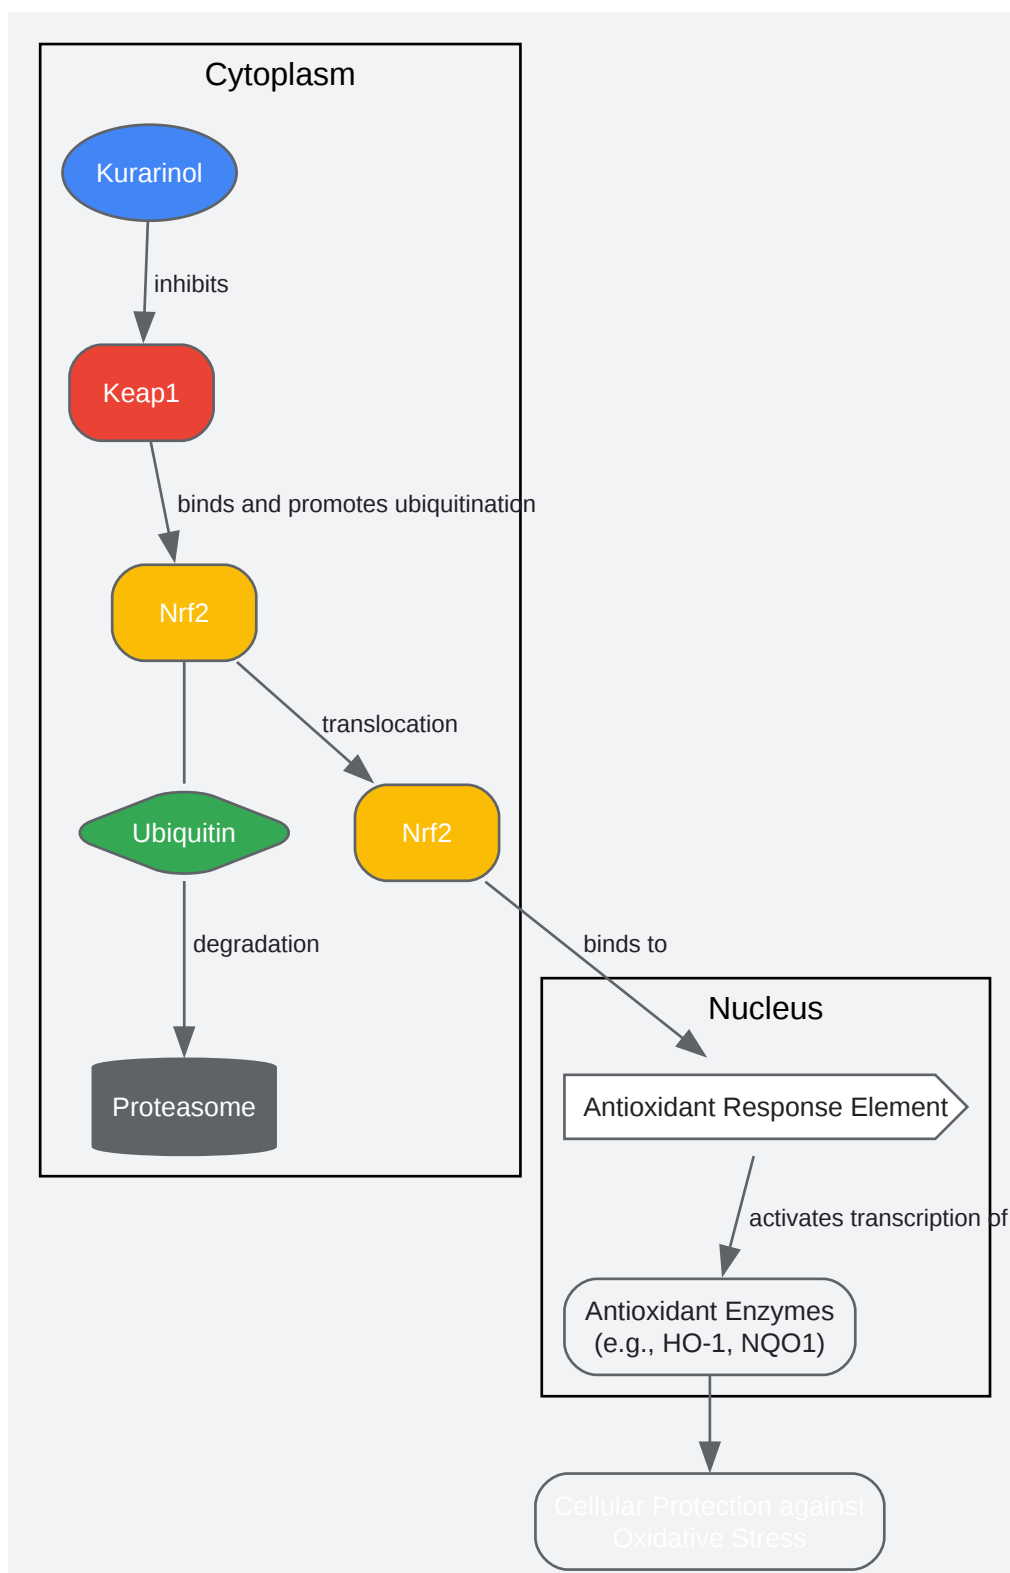 Cytoplasm
Kurarinol
inhibits
Keap1
binds and promotes ubiquitination
Nrf2
translocation
Ubiquitin
Nrf2
degradation
binds to
Nucleus
Proteasome
Antioxidant Response Element
activates transcription of
Antioxidant Enzymes
(e.g., HO-1, NQO1)
Cellular Protection against
Oxidative Stress